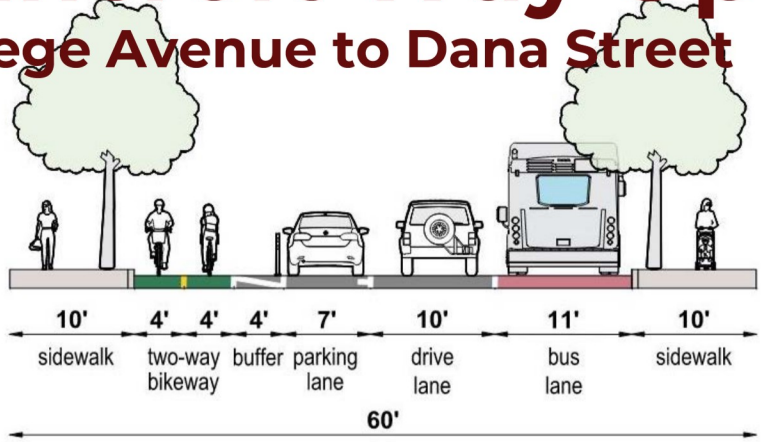 ege Avenue to Dana Street
10' 4' 4' 4' 7' 10' 11' 10'
sidewalk two-way bikeway buffer parking lane drive lane bus lane sidewalk
60'